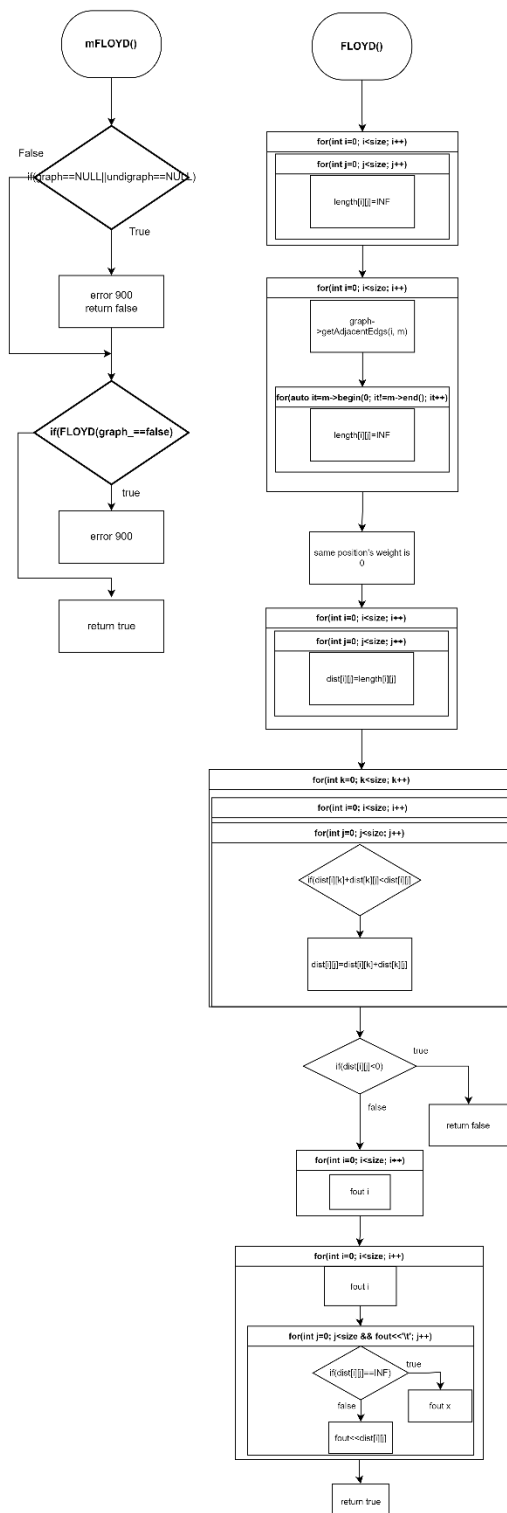 mFLOYD()
False
if(graph==NULL||undigraph==NULL)
True
error 900
return false
if(FLOYD(graph_==false)
true
error 900
return true
FLOYD()
for(int i=0; i<size; i++)
for(int j=0; j<size; j++)
length[i][j]=INF
for(int i=0; i<size; i++)
graph-
>getAdjacentEdgs(i, m)
for(auto it=m->begin(0; it!=m->end(); it++)
length[i][j]=INF
same position's weight is
0
for(int i=0; i<size; i++)
for(int j=0; j<size; j++)
dist[i][j]=length[i][j]
for(int k=0; k<size; k++)
for(int i=0; i<size; i++)
for(int j=0; j<size; j++)
if(dist[i][k]+dist[k][j]<dist[i][j]
dist[i][j]=dist[i][k]+dist[k][j]
if(dist[i][j]<0)
true
false
return false
for(int i=0; i<size; i++)
fout i
for(int i=0; i<size; i++)
fout i
for(int j=0; j<size && fout<<'\t'; j++)
if(dist[i][j]==INF)
true
false
fout x
fout<<dist[i][j]
return true